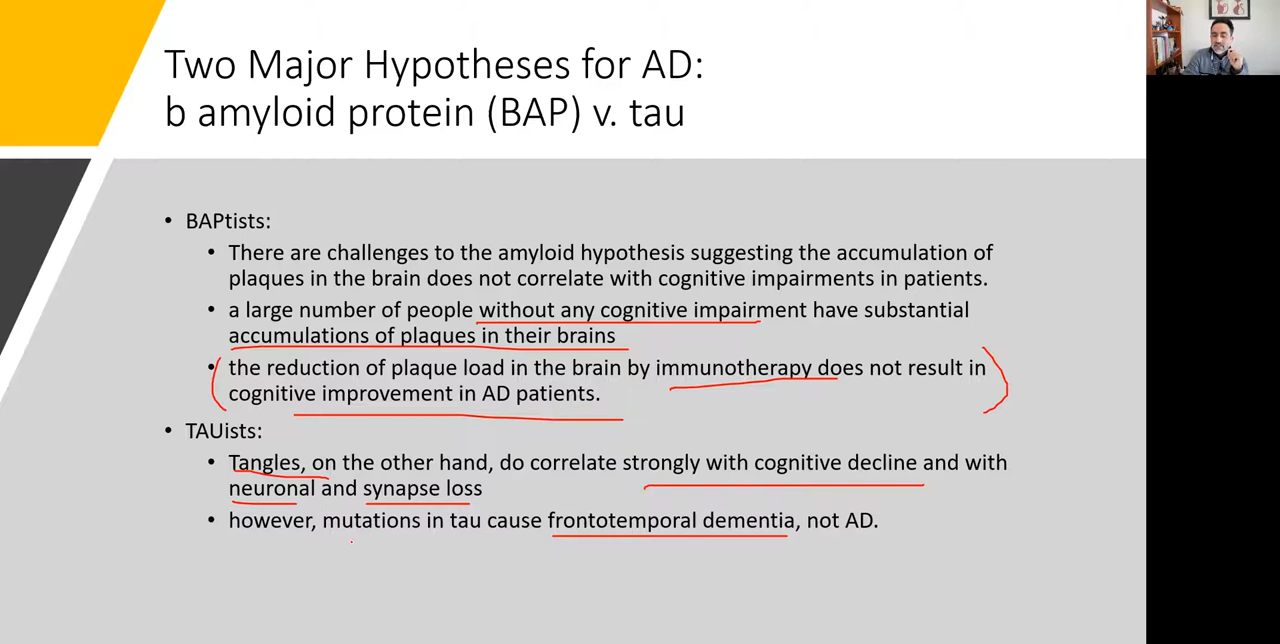 Two Major Hypotheses for AD:
b amyloid protein (BAP) v. tau
• BAPtists:
• There are challenges to the amyloid hypothesis suggesting the accumulation of
plaques in the brain does not correlate with cognitive impairments in patients.
• a large number of people without any cognitive impairment have substantial
accumulations of plaques in their brains
• the reduction of plaque load in the brain by immunotherapy does not result in
cognitive improvement in AD patients.
• TAUists:
• Tangles, on the other hand, do correlate strongly with cognitive decline and with
neuronal and synapse loss
• however, mutations in tau cause frontotemporal dementia, not AD.